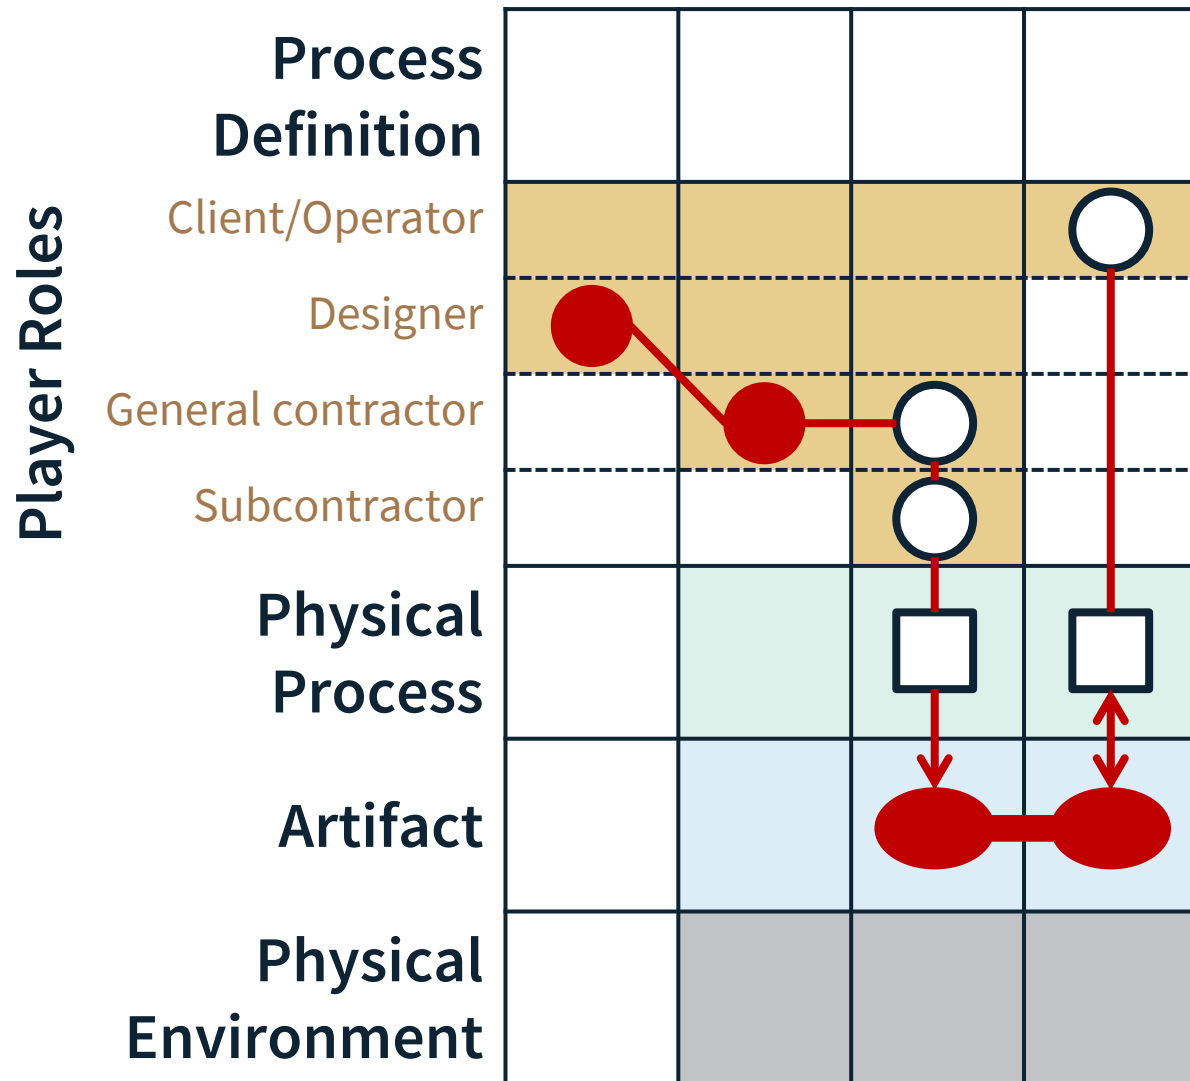 Process
Definition
Player Roles
Client/Operator
Designer
General contractor
Subcontractor
Physical
Process
Artifact
Physical
Environment